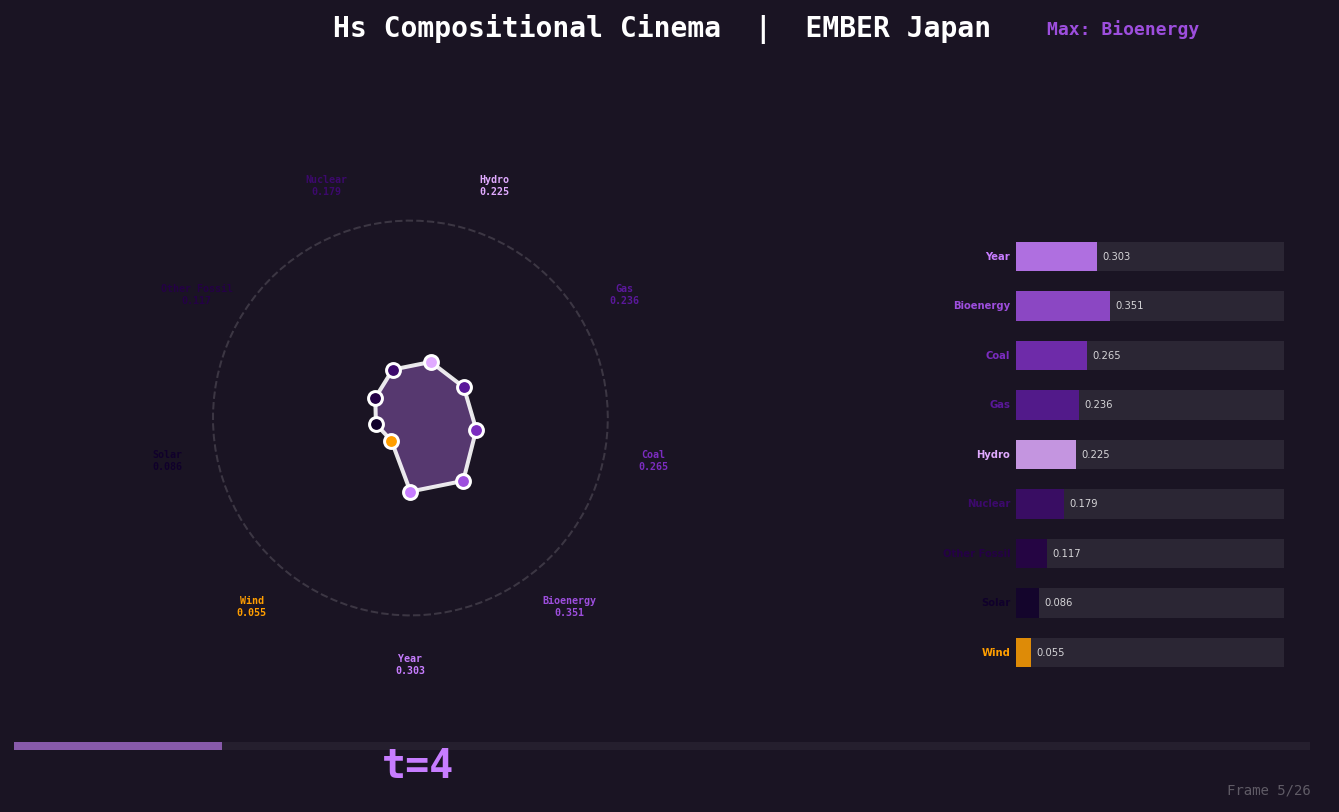 Hs Compositional Cinema | EMBER Japan
Max: Bioenergy
Nuclear
0.179
Hydro
0.225
Other Fossil
0.117
Gas
0.236
Solar
0.086
Coal
0.265
Wind
0.055
Bioenergy
0.351
Year
0.303
Year 0.303
Bioenergy 0.351
Coal 0.265
Gas 0.236
Hydro 0.225
Nuclear 0.179
Other Fossil 0.117
Solar 0.086
Wind 0.055
t=4
Frame 5/26